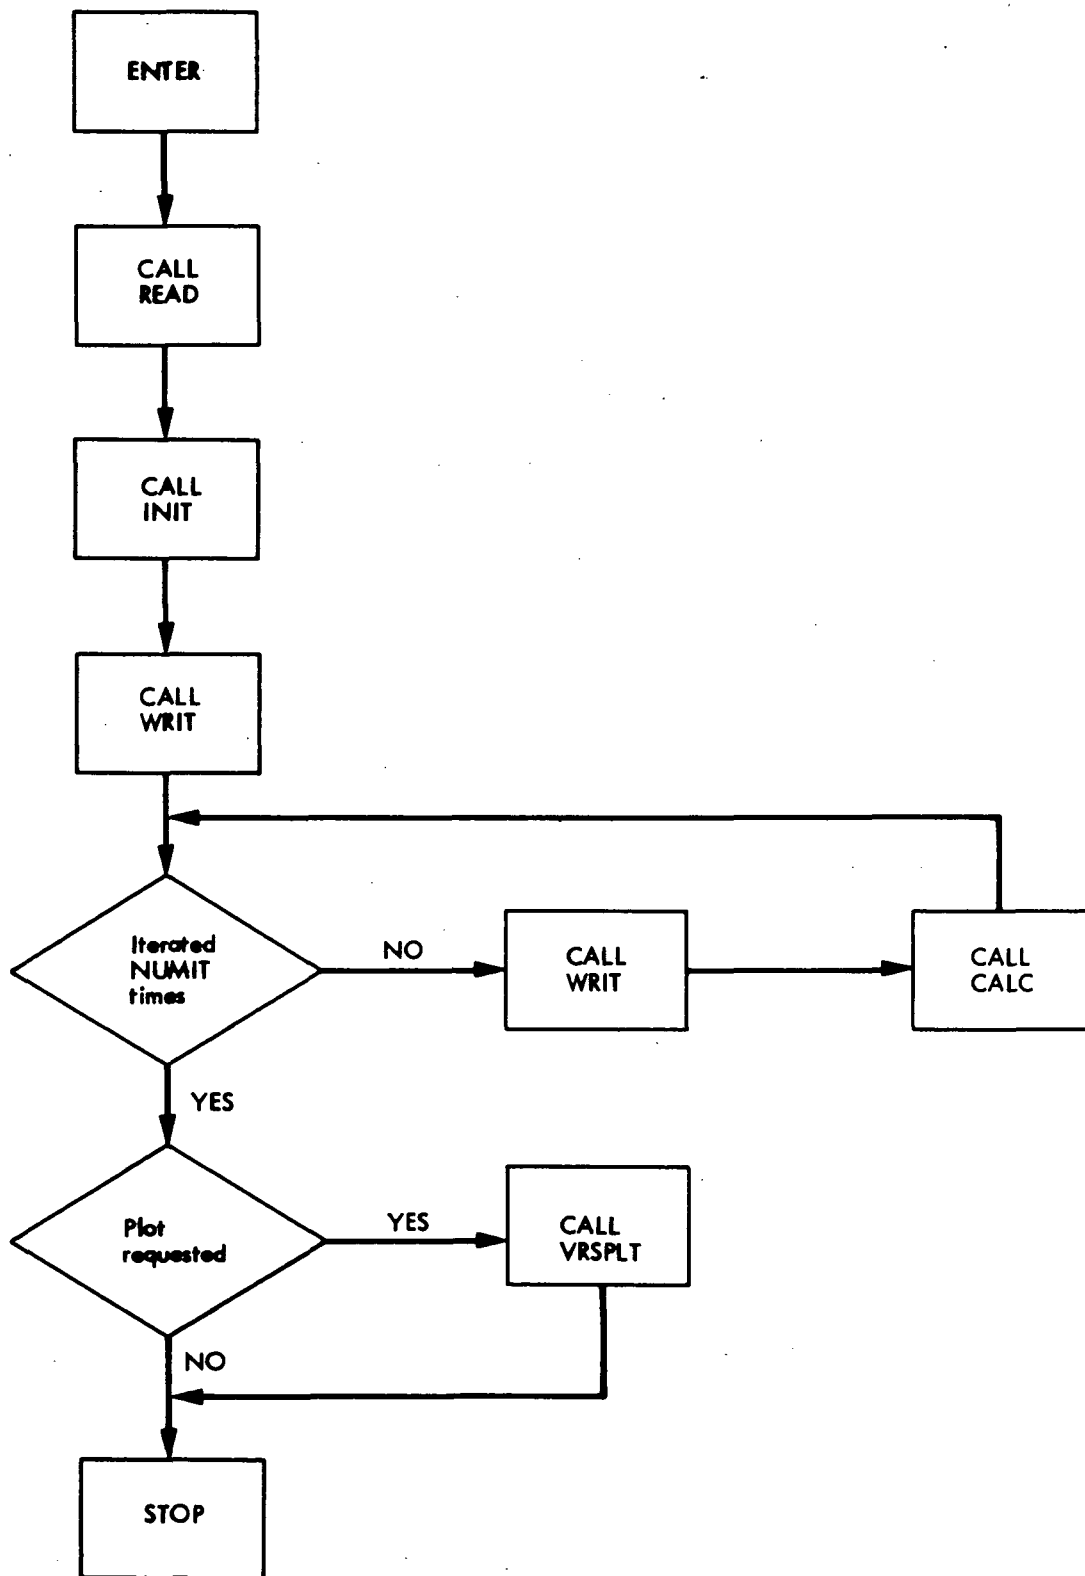 ENTER
CALL
READ
CALL
INIT
CALL
WRIT
Iterated
NUMIT
times
NO
CALL
WRIT
CALL
CALC
YES
Plot
requested
YES
CALL
VRSPLT
NO
STOP